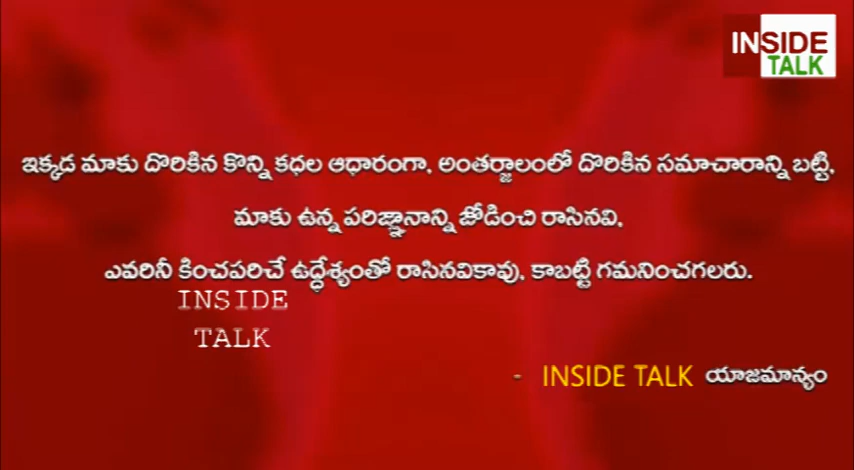 INSIDE
TALK
ఇక్కడ మాకు దొరికిన కొన్ని కధల ఆధారంగా, అంతర్జాలంలో దొరికిన సమాచారాన్ని బట్టి,
మాకు ఉన్న పరిజ్ఞానాన్ని జోడించి రాసినవి,
ఎవరినీ కించపరిచే ఉద్ధేశ్యంతో రాసినవికావు, కాబట్టి గమనించగలరు.
INSIDE
TALK
- INSIDE TALK యాజమాన్యం